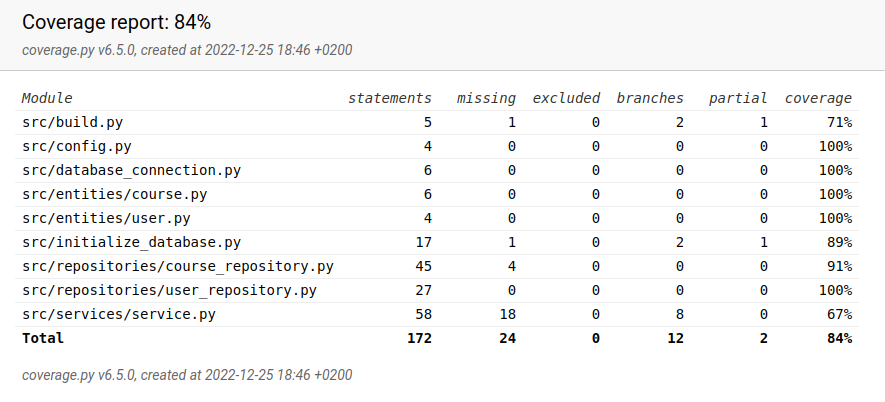 Coverage report: 84%
coverage.py v6.5.0, created at 2022-12-25 18:46 +0200
Module statements missing excluded branches partial coverage
src/build.py 5 1 0 2 1 71%
src/config.py 4 0 0 0 0 100%
src/database_connection.py 6 0 0 0 0 100%
src/entities/course.py 6 0 0 0 0 100%
src/entities/user.py 4 0 0 0 0 100%
src/initialize_database.py 17 1 0 2 1 89%
src/repositories/course_repository.py 45 4 0 0 0 91%
src/repositories/user_repository.py 27 0 0 0 0 100%
src/services/service.py 58 18 0 8 0 67%
Total 172 24 0 12 2 84%
coverage.py v6.5.0, created at 2022-12-25 18:46 +0200